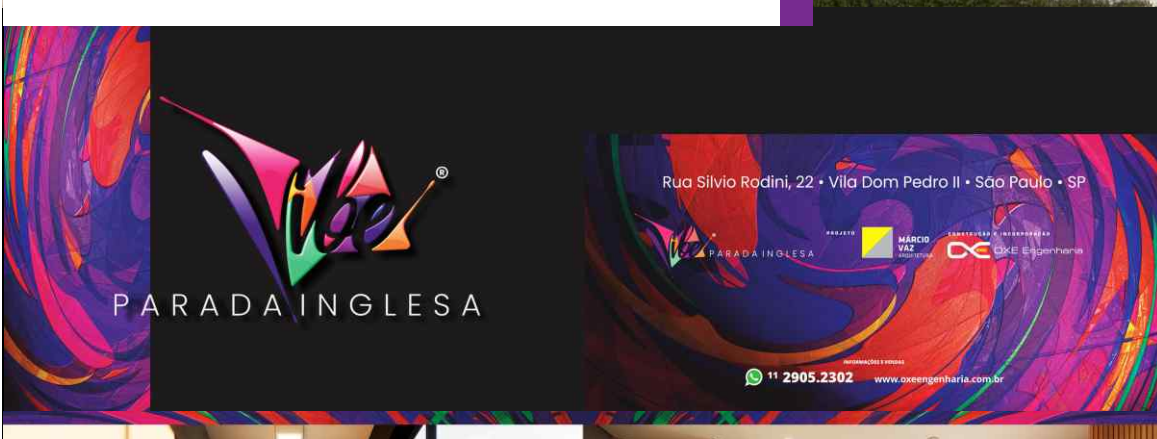 Vibe®
PARADA INGLESA
Rua Silvio Rodini, 22 • Vila Dom Pedro II • São Paulo • SP
PROJETO
CONSTRUÇÃO E INCORPORAÇÃO
Vibe
PARADA INGLESA
MÁRCIO
VAZ
ARQUITETURA
OXE Engenharia
INFORMAÇÕES E VENDAS
11 2905.2302
www.oxeengenharia.com.br